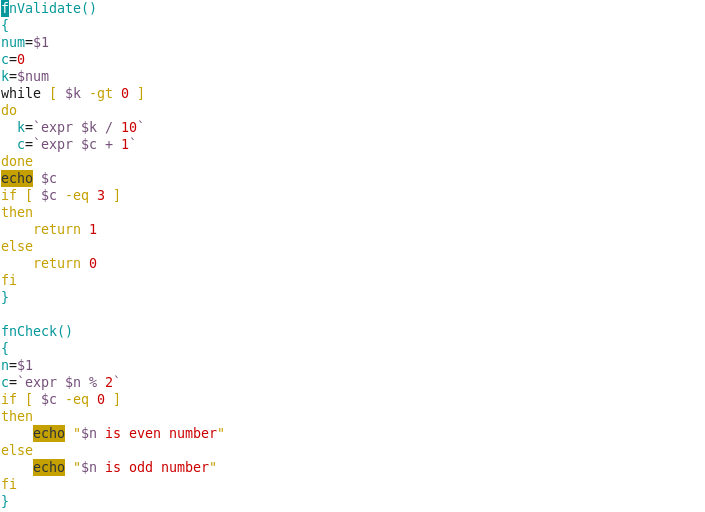 fnValidate()
{
num=$1
c=0
k=$num
while [ $k -gt 0 ]
do
  k=`expr $k / 10`
  c=`expr $c + 1`
done
echo $c
if [ $c -eq 3 ]
then
    return 1
else
    return 0
fi
}

fnCheck()
{
n=$1
c=`expr $n % 2`
if [ $c -eq 0 ]
then
    echo "$n is even number"
else
    echo "$n is odd number"
fi
}